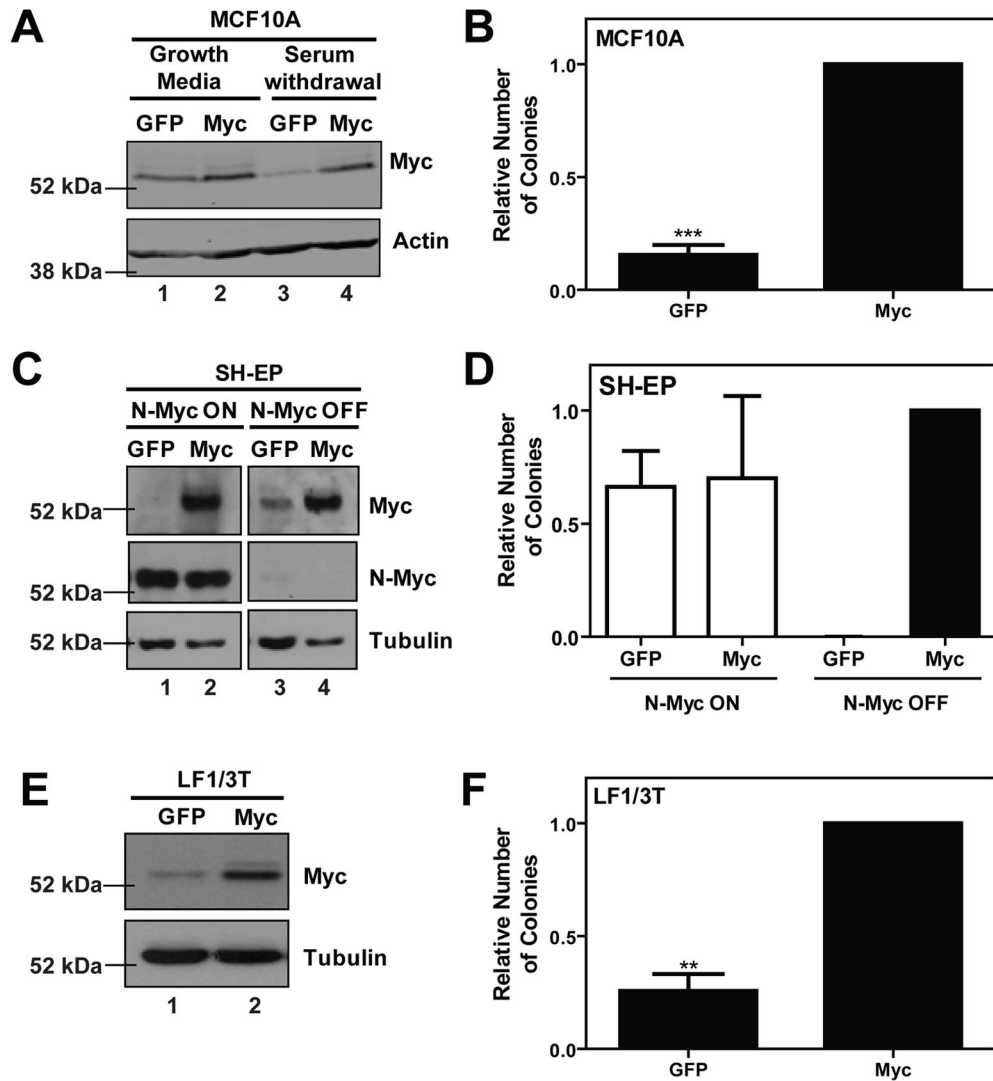 A
MCF10A
Growth Media
Serum withdrawal
GFP Myc GFP Myc
Myc
52 kDa
Actin
38 kDa
1 2 3 4
B
MCF10A
Relative Number of Colonies
1.0
0.5
0.0
***
GFP Myc
C
SH-EP
N-Myc ON N-Myc OFF
GFP Myc GFP Myc
52 kDa
Myc
N-Myc
52 kDa
52 kDa
Tubulin
1 2 3 4
D
SH-EP
Relative Number of Colonies
1.0
0.5
0.0
GFP Myc GFP Myc
N-Myc ON N-Myc OFF
E
LF1/3T
GFP Myc
Myc
52 kDa
Tubulin
52 kDa
1 2
F
LF1/3T
Relative Number of Colonies
1.0
0.5
0.0
**
GFP Myc